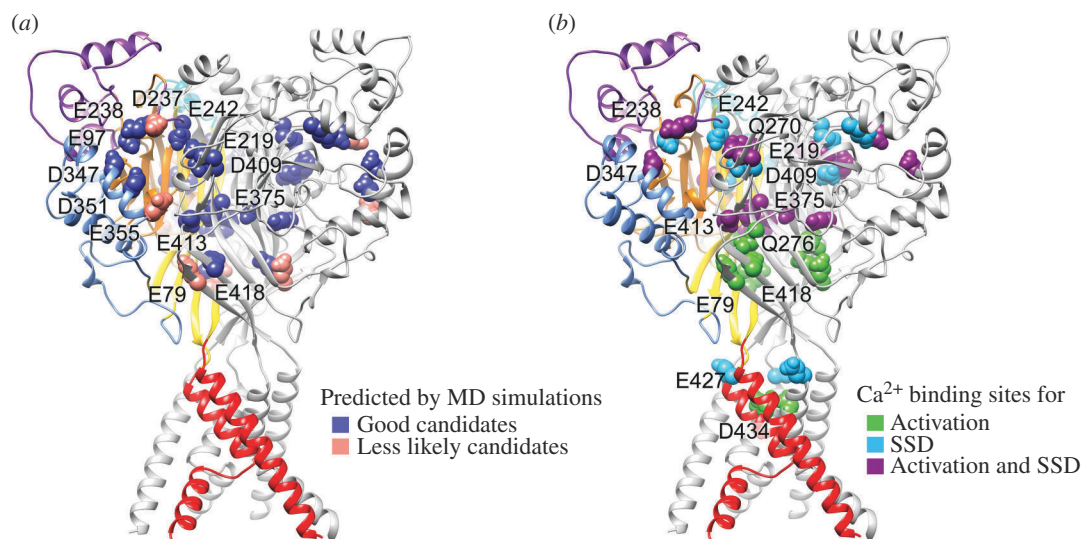 (a)
D237
E238
E242
E97
E219
D347
D409
D351
E375
E355
E413
E79
E418
Predicted by MD simulations
Good candidates
Less likely candidates
(b)
E238
E242
Q270
E219
D347
D409
E375
E413
Q276
E79
E418
E427
D434
Ca²⁺ binding sites for
Activation
SSD
Activation and SSD